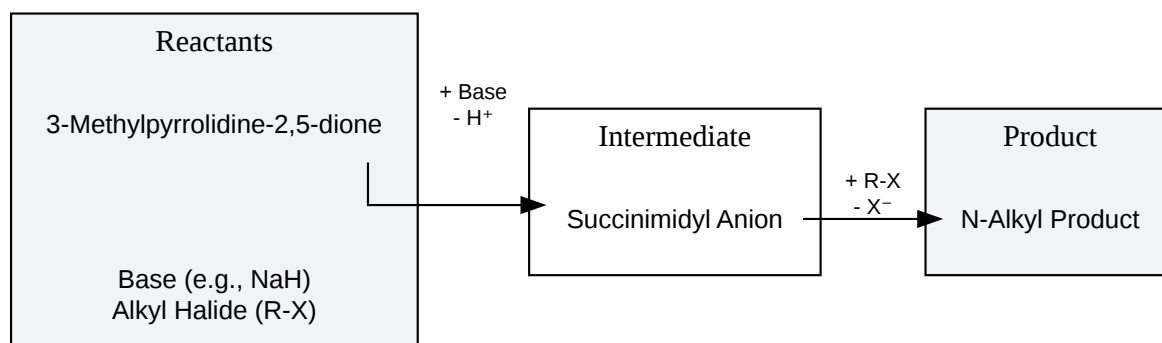 Reactants
3-Methylpyrrolidine-2,5-dione
Base (e.g., NaH)
Alkyl Halide (R-X)
+ Base
- H⁺
Intermediate
Succinimidyl Anion
+ R-X
- X⁻
Product
N-Alkyl Product